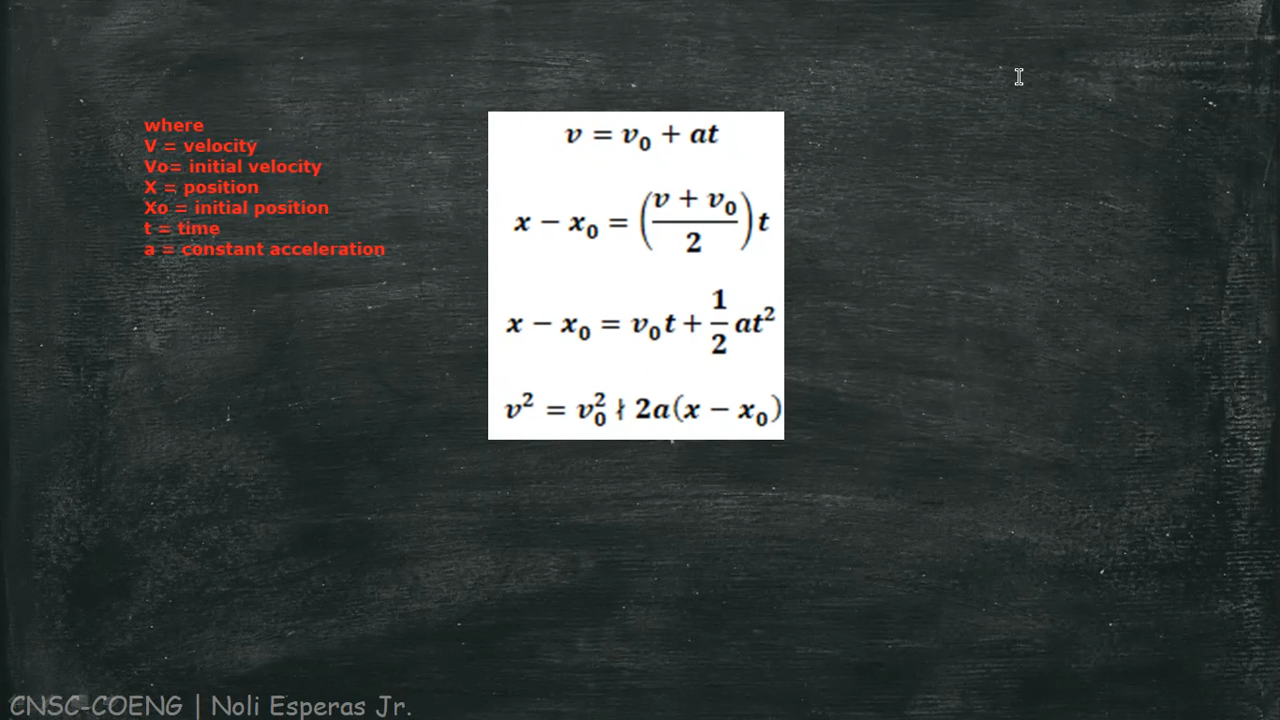 where
V = velocity
Vo= initial velocity
X = position
Xo = initial position
t = time
a = constant acceleration
v = v₀ + at
x − x₀ = ((v + v₀)/2) t
x − x₀ = v₀t + 1/2 at²
v² = v₀² + 2a(x − x₀)
CNSC-COENG | Noli Esperas Jr.